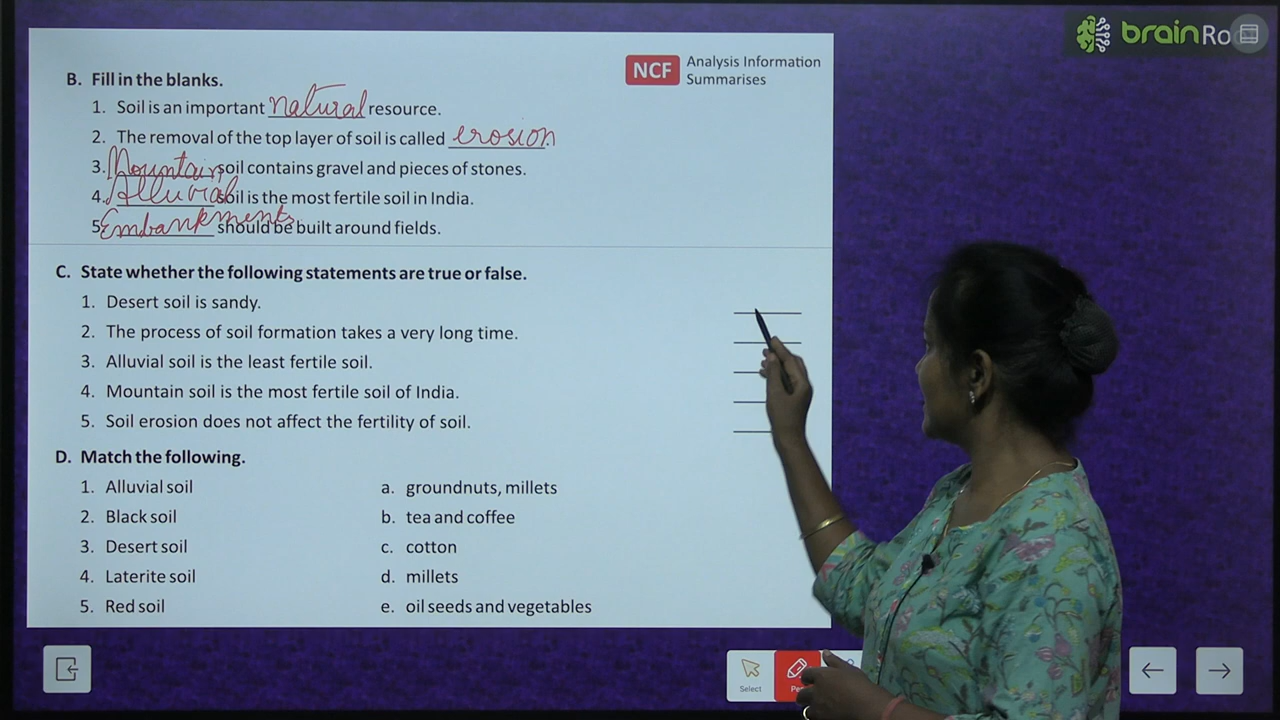 brainRo
NCF Analysis Information
Summarises
B. Fill in the blanks.
1. Soil is an important natural resource.
2. The removal of the top layer of soil is called erosion.
3. Mountain soil contains gravel and pieces of stones.
4. Alluvial soil is the most fertile soil in India.
5. Embankments should be built around fields.
C. State whether the following statements are true or false.
1. Desert soil is sandy.
2. The process of soil formation takes a very long time.
3. Alluvial soil is the least fertile soil.
4. Mountain soil is the most fertile soil of India.
5. Soil erosion does not affect the fertility of soil.
D. Match the following.
1. Alluvial soil a. groundnuts, millets
2. Black soil b. tea and coffee
3. Desert soil c. cotton
4. Laterite soil d. millets
5. Red soil e. oil seeds and vegetables
Select Pe